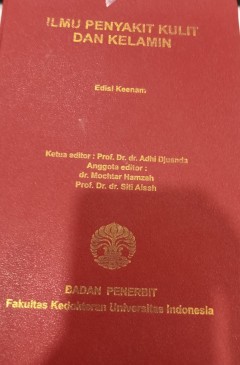 ILMU PENYAKIT KULIT
DAN KELAMIN
Edisi Keenam
Ketua editor : Prof. Dr. dr. Adhi Djuanda
Anggota editor :
dr. Mochtar Hamzah
Prof. Dr. dr. Siti Aisah
BADAN PENERBIT
Fakultas Kedokteran Universitas Indonesia